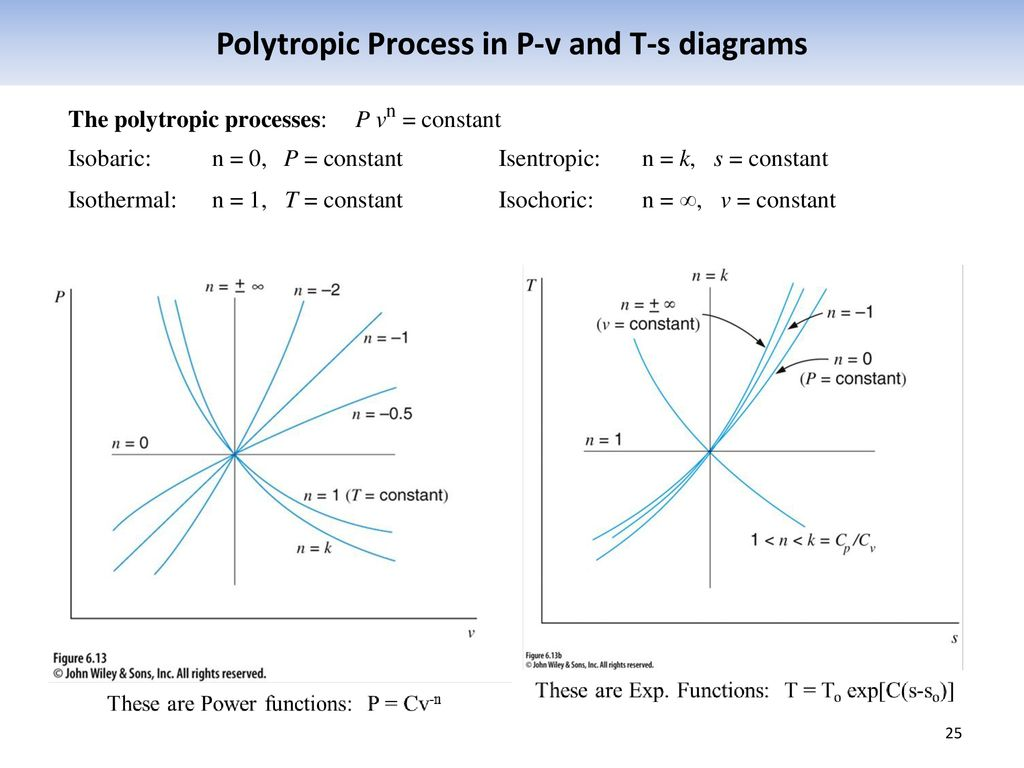 Polytropic Process in P-v and T-s diagrams
The polytropic processes: P vⁿ = constant
Isobaric: n = 0, P = constant Isentropic: n = k, s = constant
Isothermal: n = 1, T = constant Isochoric: n = ∞, v = constant
P
n = ± ∞
n = –2
n = –1
n = –0.5
n = 0
n = 1 (T = constant)
n = k
v
Figure 6.13
© John Wiley & Sons, Inc. All rights reserved.
These are Power functions: P = Cv⁻ⁿ
T
n = k
n = ± ∞
(v = constant)
n = –1
n = 0
(P = constant)
n = 1
1 < n < k = Cₚ/Cᵥ
s
Figure 6.13b
© John Wiley & Sons, Inc. All rights reserved.
These are Exp. Functions: T = Tₒ exp[C(s-sₒ)]
25